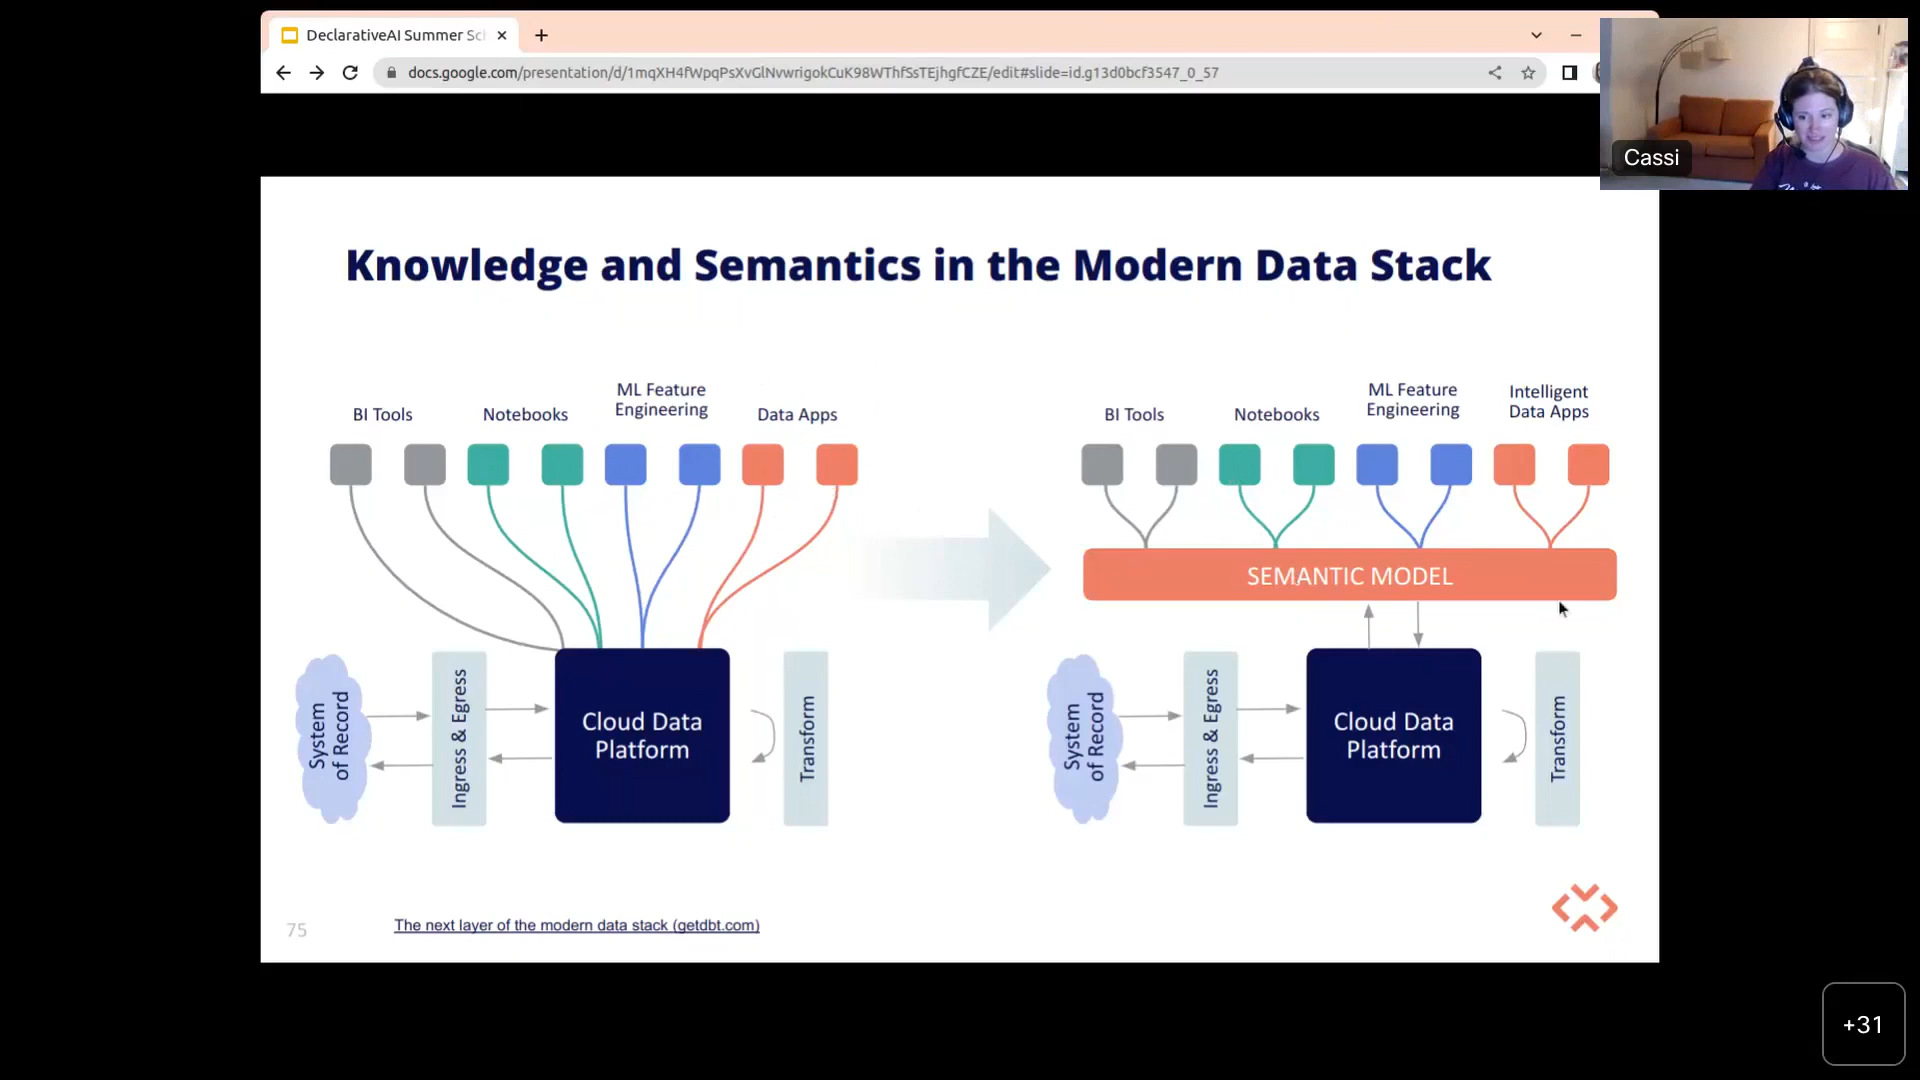 DeclarativeAI Summer Sc
docs.google.com/presentation/d/1mqXH4fWpqPsXvGlNvwrigokCuK98WThfSsTEjhgfCZE/edit#slide=id.g13d0bcf3547_0_57
Cassi
Knowledge and Semantics in the Modern Data Stack
BI Tools
Notebooks
ML Feature
Engineering
Data Apps
System
of Record
Ingress & Egress
Cloud Data
Platform
Transform
BI Tools
Notebooks
ML Feature
Engineering
Intelligent
Data Apps
SEMANTIC MODEL
System
of Record
Ingress & Egress
Cloud Data
Platform
Transform
75
The next layer of the modern data stack (getdbt.com)
+31